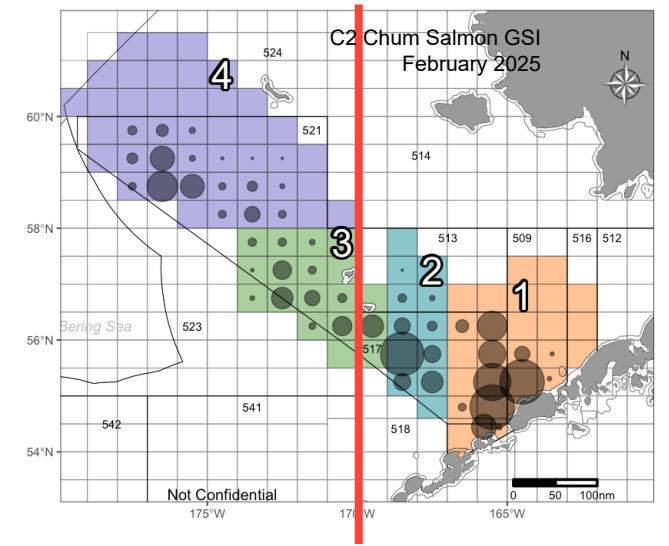 C2 Chum Salmon GSI
February 2025
524
4
N
60°N
521
514
58°N
3
513
509
516
512
2
1
Bering Sea
523
56°N
517
542
541
518
54°N
Not Confidential
0 50 100nm
175°W
170°W
165°W